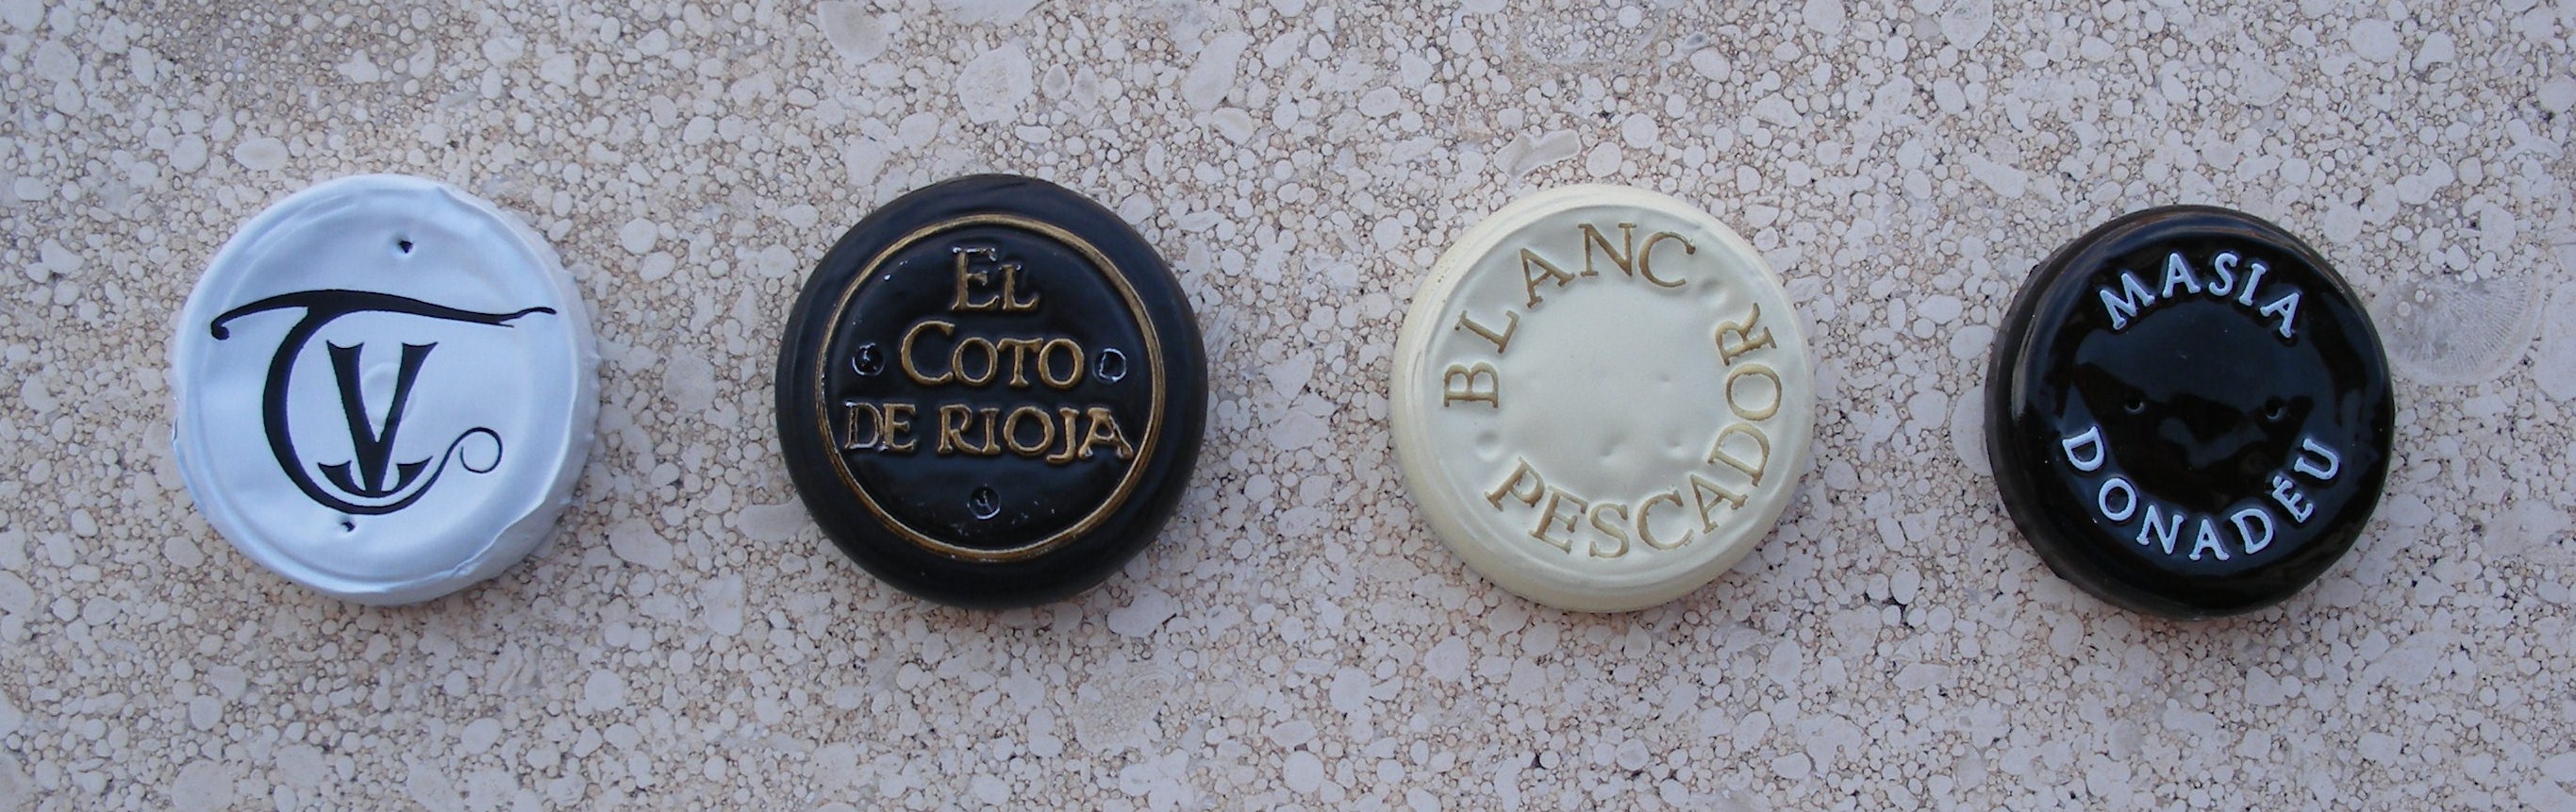 TV
EL
COTO
DE RIOJA
BLANC
PESCADOR
MASIA
DONADEU